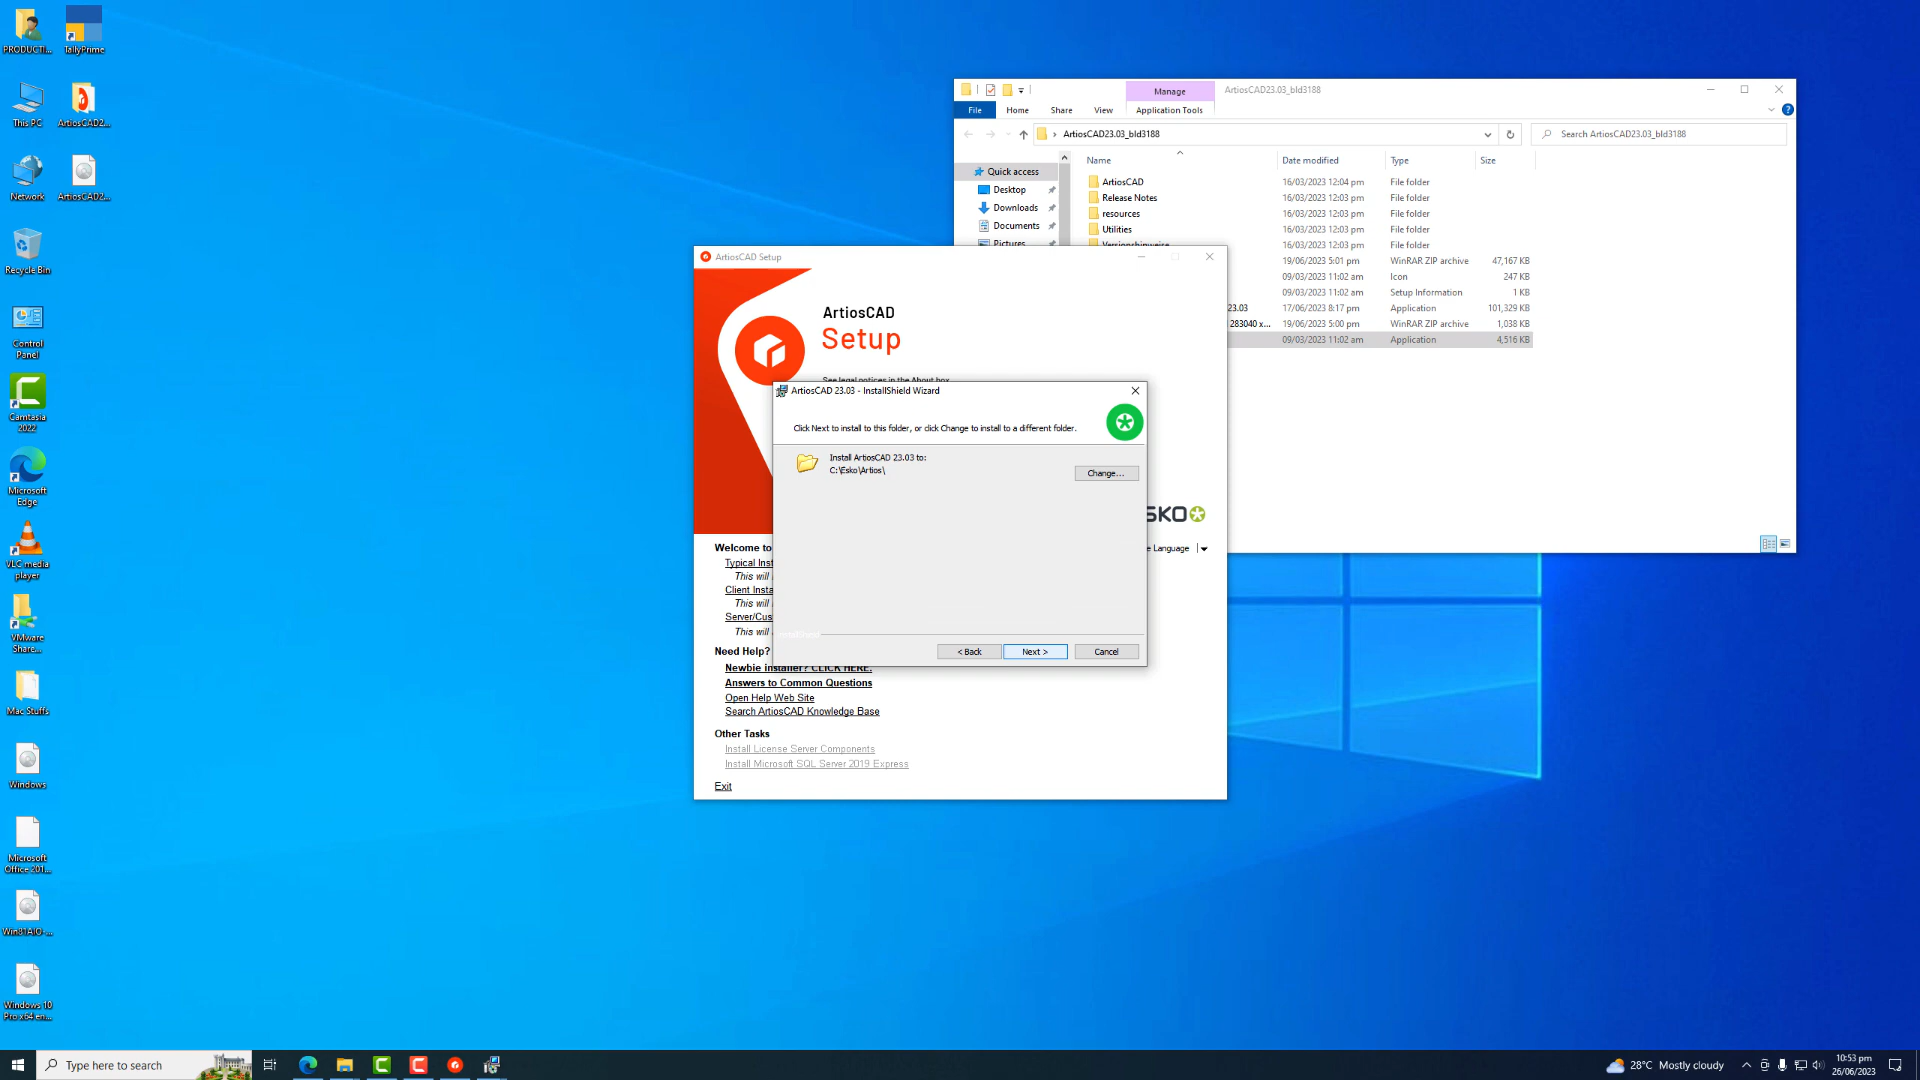 PRODUCTI...
TallyPrime
This PC
ArtiosCAD2...
Network
ArtiosCAD2...
Recycle Bin
Control
Panel
Camtasia
2022
Microsoft
Edge
VLC media
player
VMware
Share...
Mac Stuffs
Windows
Microsoft
Office 201...
Win81AIO-...
Windows 10
Pro x64 en...
Manage
ArtiosCAD23.03_bld3188
File
Home
Share
View
Application Tools
ArtiosCAD23.03_bld3188
Search ArtiosCAD23.03_bld3188
Quick access
Desktop
Downloads
Documents
Pictures
Name
Date modified
Type
Size
ArtiosCAD 16/03/2023 12:04 pm File folder
Release Notes 16/03/2023 12:03 pm File folder
resources 16/03/2023 12:03 pm File folder
Utilities 16/03/2023 12:03 pm File folder
Versionshinweise 16/03/2023 12:03 pm File folder
19/06/2023 5:01 pm WinRAR ZIP archive 47,167 KB
09/03/2023 11:02 am Icon 247 KB
09/03/2023 11:02 am Setup Information 1 KB
23.03 17/06/2023 8:17 pm Application 101,329 KB
283040 x... 19/06/2023 5:00 pm WinRAR ZIP archive 1,038 KB
09/03/2023 11:02 am Application 4,516 KB
ArtiosCAD Setup
ArtiosCAD
Setup
See legal notices in the About box
ArtiosCAD 23.03 - InstallShield Wizard
Click Next to install to this folder, or click Change to install to a different folder.
Install ArtiosCAD 23.03 to:
C:\Esko\Artios\
Change...
InstallShield
< Back
Next >
Cancel
SKO
e Language
Welcome to
Typical Inst
This will
Client Insta
This will
Server/Cus
This will
Need Help?
Newbie installer? CLICK HERE.
Answers to Common Questions
Open Help Web Site
Search ArtiosCAD Knowledge Base
Other Tasks
Install License Server Components
Install Microsoft SQL Server 2019 Express
Exit
Type here to search
28°C Mostly cloudy
10:53 pm
26/06/2023